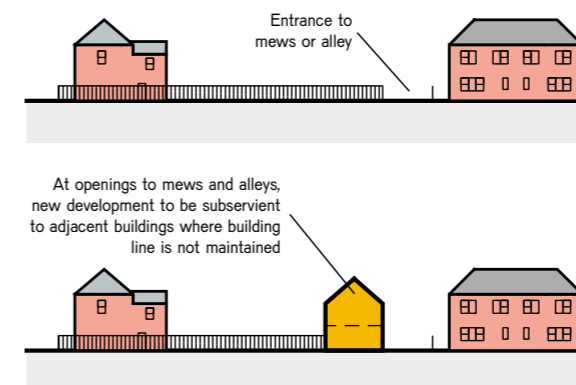 Entrance to
mews or alley
At openings to mews and alleys,
new development to be subservient
to adjacent buildings where building
line is not maintained